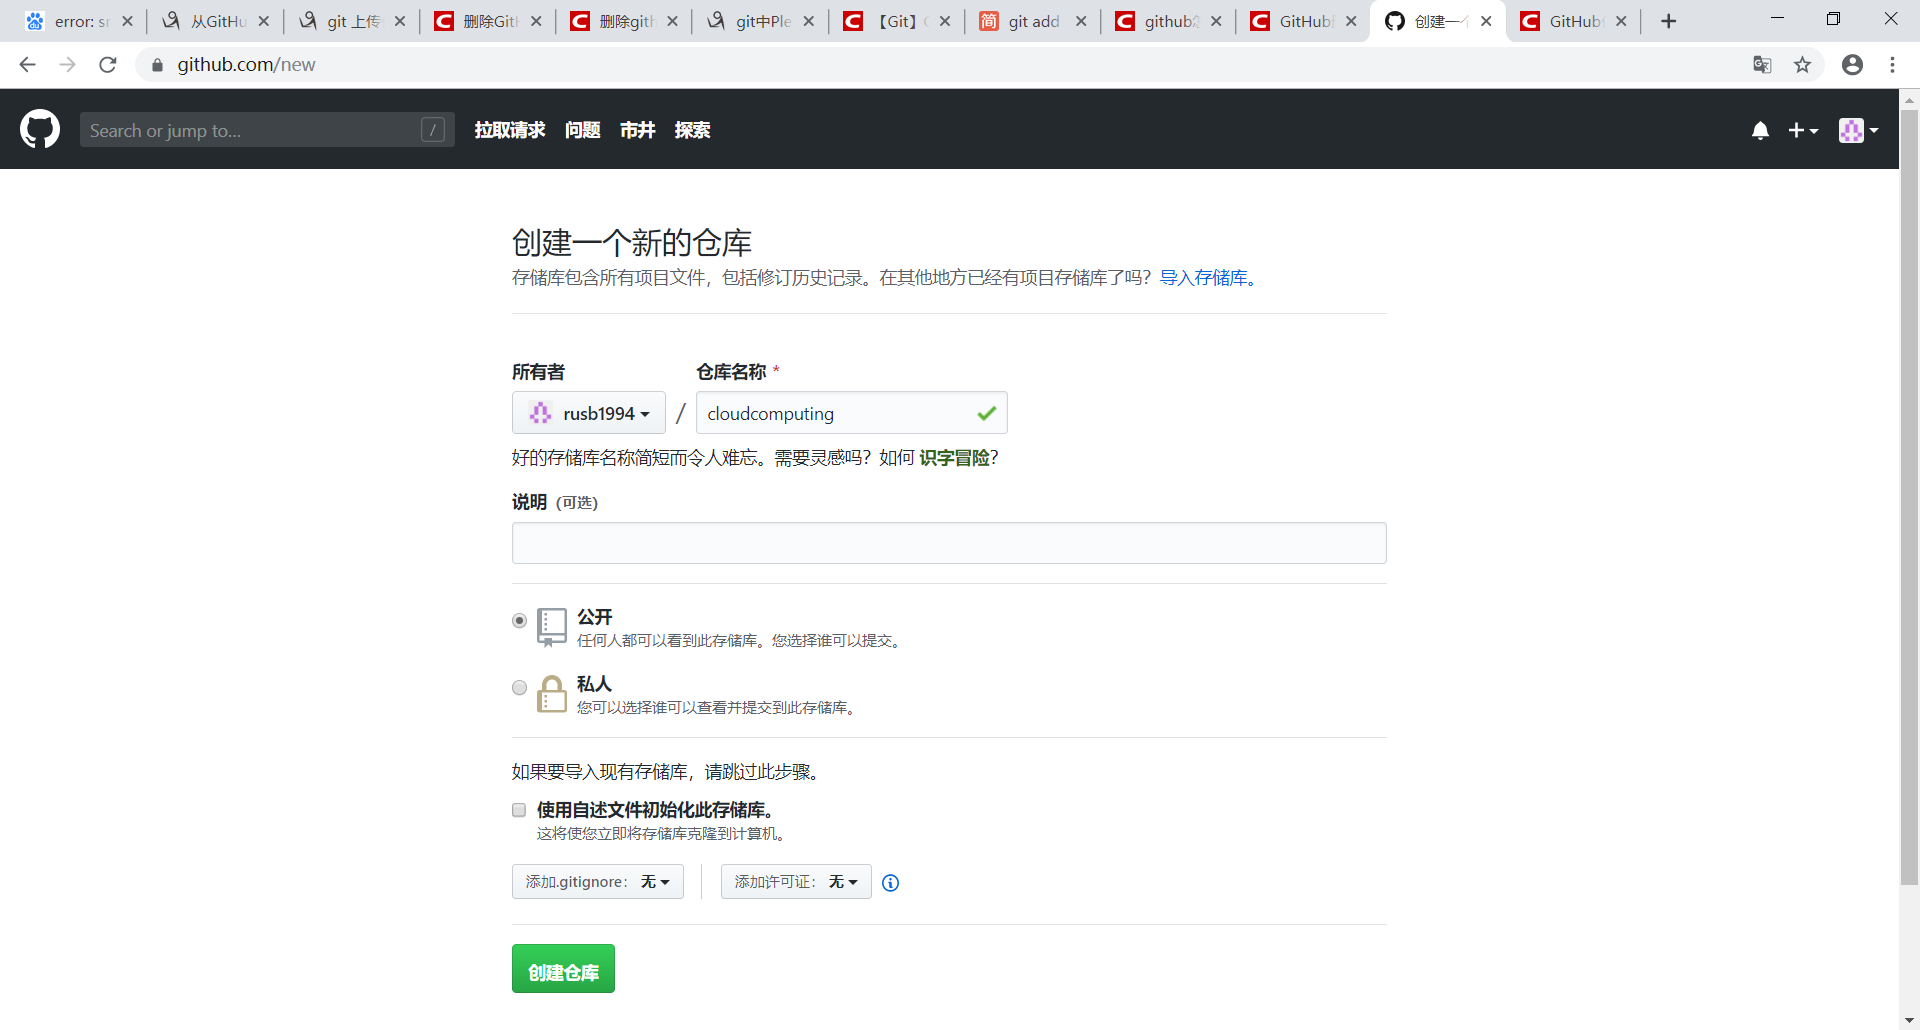 error: sr
从GitHu
git 上传
删除Git
删除gith
git中Ple
【Git】
git add
github怎
GitHub
创建一个
GitHub
github.com/new
Search or jump to...
/
拉取请求 问题 市井 探索
创建一个新的仓库
存储库包含所有项目文件，包括修订历史记录。在其他地方已经有项目存储库了吗？导入存储库。
所有者 仓库名称 *
rusb1994 / cloudcomputing
好的存储库名称简短而令人难忘。需要灵感吗？如何 识字冒险？
说明 (可选)
公开
任何人都可以看到此存储库。您选择谁可以提交。
私人
您可以选择谁可以查看并提交到此存储库。
如果要导入现有存储库，请跳过此步骤。
使用自述文件初始化此存储库。
这将使您立即将存储库克隆到计算机。
添加.gitignore： 无 添加许可证： 无
创建仓库